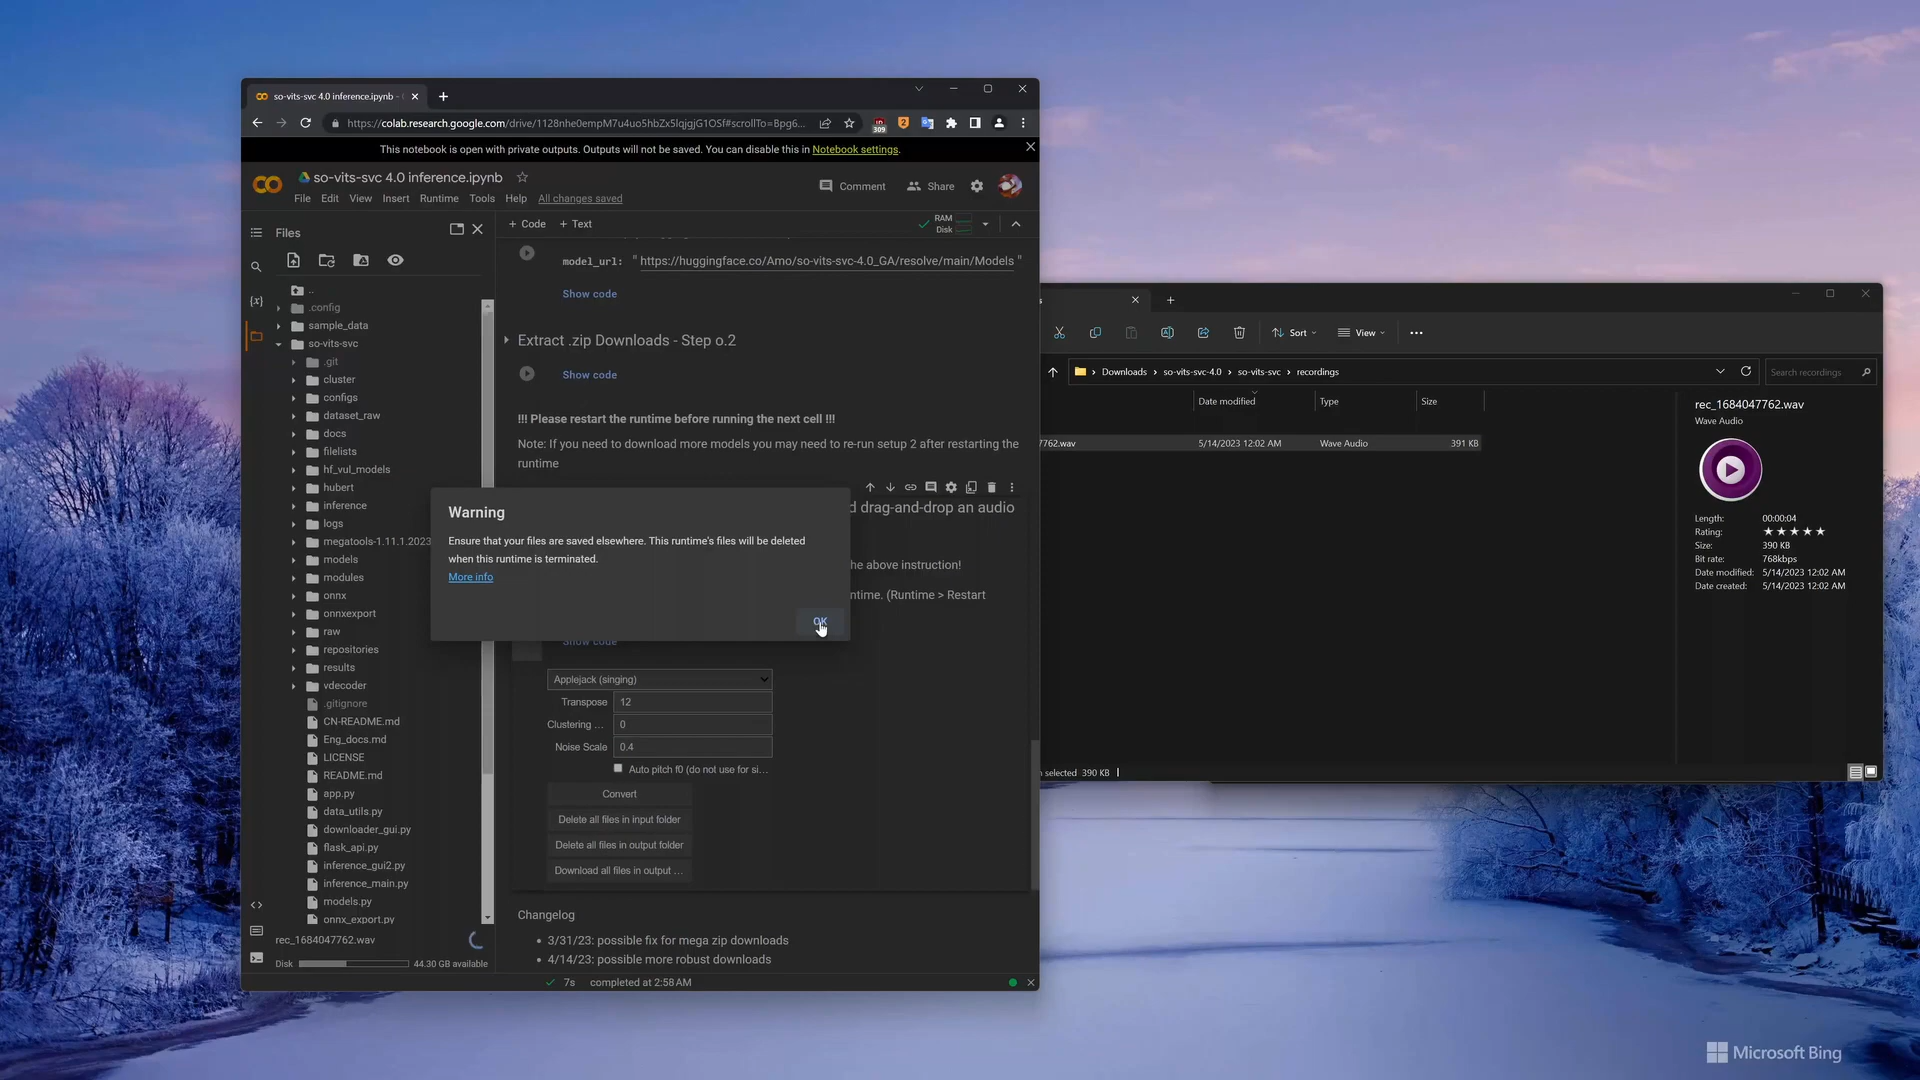 so-vits-svc 4.0 inference.ipynb -
https://colab.research.google.com/drive/1128nhe0empM7u4uo5hbZx5lqjgjG1OSf#scrollTo=Bpg6...
309
2
This notebook is open with private outputs. Outputs will not be saved. You can disable this in Notebook settings.
so-vits-svc 4.0 inference.ipynb
Comment
Share
File Edit View Insert Runtime Tools Help All changes saved
Files
+ Code + Text
RAM
Disk
..
.config
sample_data
so-vits-svc
.git
cluster
configs
dataset_raw
docs
filelists
hf_vul_models
hubert
inference
logs
megatools-1.11.1.2023
models
modules
onnx
onnxexport
raw
repositories
results
vdecoder
.gitignore
CN-README.md
Eng_docs.md
LICENSE
README.md
app.py
data_utils.py
downloader_gui.py
flask_api.py
inference_gui2.py
inference_main.py
models.py
onnx_export.py
rec_1684047762.wav
Disk 44.30 GB available
{x}
model_url: " https://huggingface.co/Amo/so-vits-svc-4.0_GA/resolve/main/Models "
Show code
Extract .zip Downloads - Step o.2
Show code
!!! Please restart the runtime before running the next cell !!!
Note: If you need to download more models you may need to re-run setup 2 after restarting the
runtime
d drag-and-drop an audio
he above instruction!
ntime. (Runtime > Restart
Warning
Ensure that your files are saved elsewhere. This runtime's files will be deleted
when this runtime is terminated.
More info
OK
Show code
Applejack (singing)
Transpose 12
Clustering ... 0
Noise Scale 0.4
Auto pitch f0 (do not use for si...
Convert
Delete all files in input folder
Delete all files in output folder
Download all files in output ...
Changelog
• 3/31/23: possible fix for mega zip downloads
• 4/14/23: possible more robust downloads
7s completed at 2:58 AM
s
Sort View
Downloads › so-vits-svc-4.0 › so-vits-svc › recordings
Search recordings
Date modified Type Size
7762.wav 5/14/2023 12:02 AM Wave Audio 391 KB
rec_1684047762.wav
Wave Audio
Length: 00:00:04
Rating: ★ ★ ★ ★ ★
Size: 390 KB
Bit rate: 768kbps
Date modified: 5/14/2023 12:02 AM
Date created: 5/14/2023 12:02 AM
selected 390 KB
Microsoft Bing